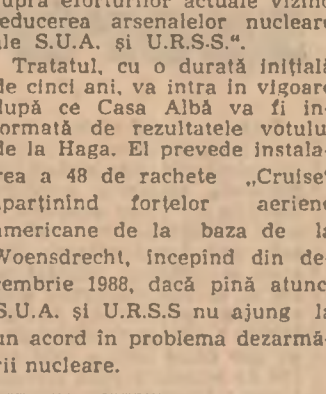 supra eforturilor actuale vizînd
reducerea arsenalelor nucleare
ale S.U.A. și U.R.S-S.“.
Tratatul, cu o durată inițială
de cinci ani, va intra în vigoare
după ce Casa Albă va fi in-
formată de rezultatele votului
de la Haga. El prevede instala-
rea a 48 de rachete „Cruise“
aparținînd forțelor aeriene
americane de la baza de la
Woensdrecht, începind din de-
cembrie 1988, dacă pină atunci
S.U.A. și U.R.S.S nu ajung la
un acord în problema dezarmă-
rii nucleare.